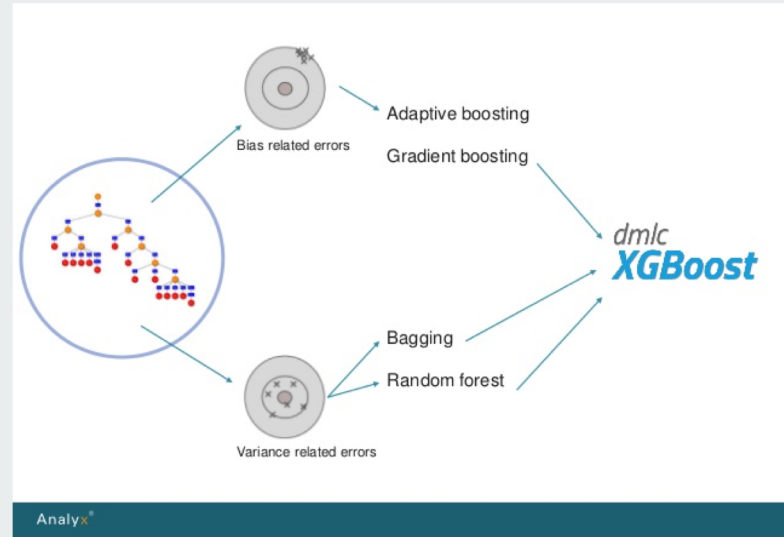 Bias related errors
Adaptive boosting
Gradient boosting
dmlc
XGBoost
Bagging
Random forest
Variance related errors
Analyx®